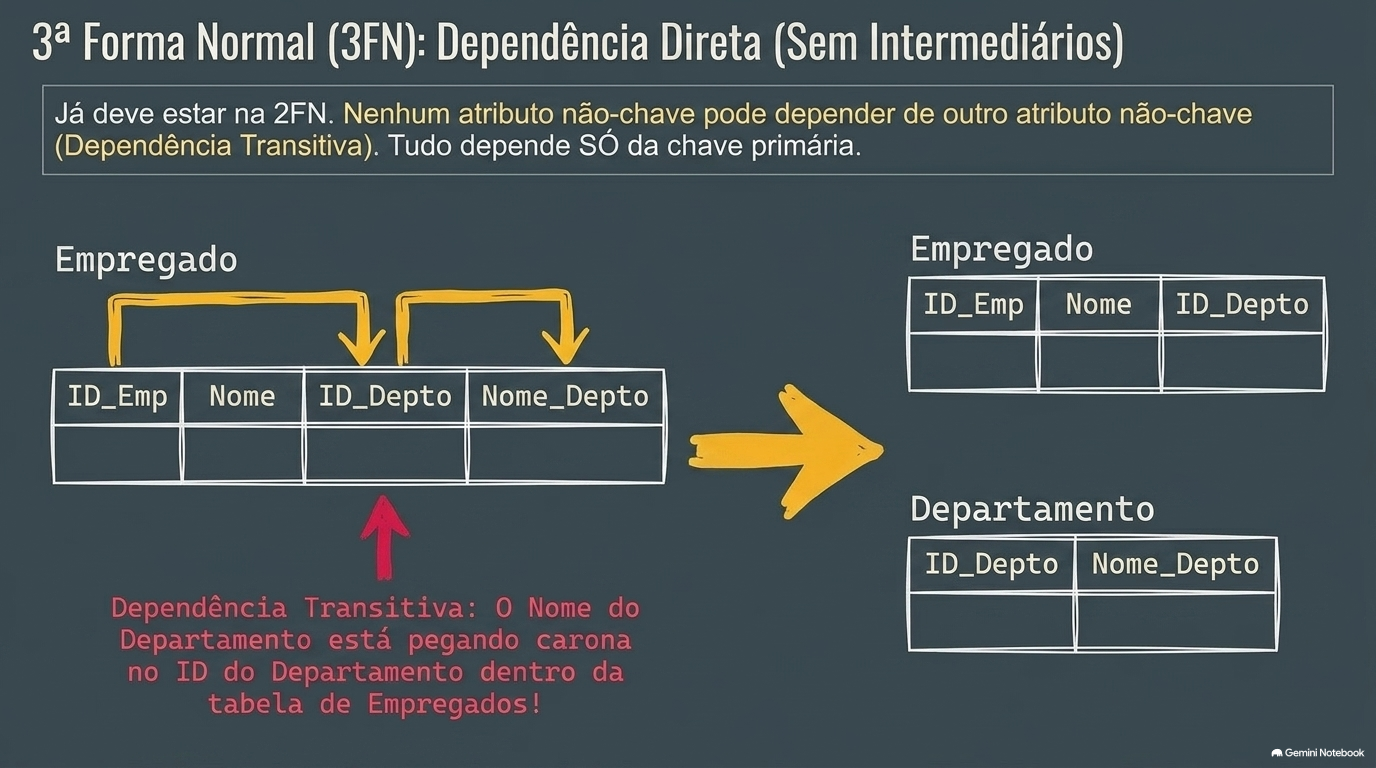 3ª Forma Normal (3FN): Dependência Direta (Sem Intermediários)
Já deve estar na 2FN. Nenhum atributo não-chave pode depender de outro atributo não-chave
(Dependência Transitiva). Tudo depende SÓ da chave primária.
Empregado
ID_Emp Nome ID_Depto Nome_Depto
Dependência Transitiva: O Nome do
Departamento está pegando carona
no ID do Departamento dentro da
tabela de Empregados!
Empregado
ID_Emp Nome ID_Depto
Departamento
ID_Depto Nome_Depto
Gemini Notebook